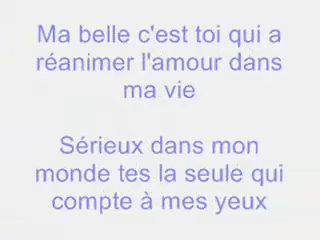 Ma belle c'est toi qui a
réanimer l'amour dans
ma vie
Sérieux dans mon
monde tes la seule qui
compte à mes yeux